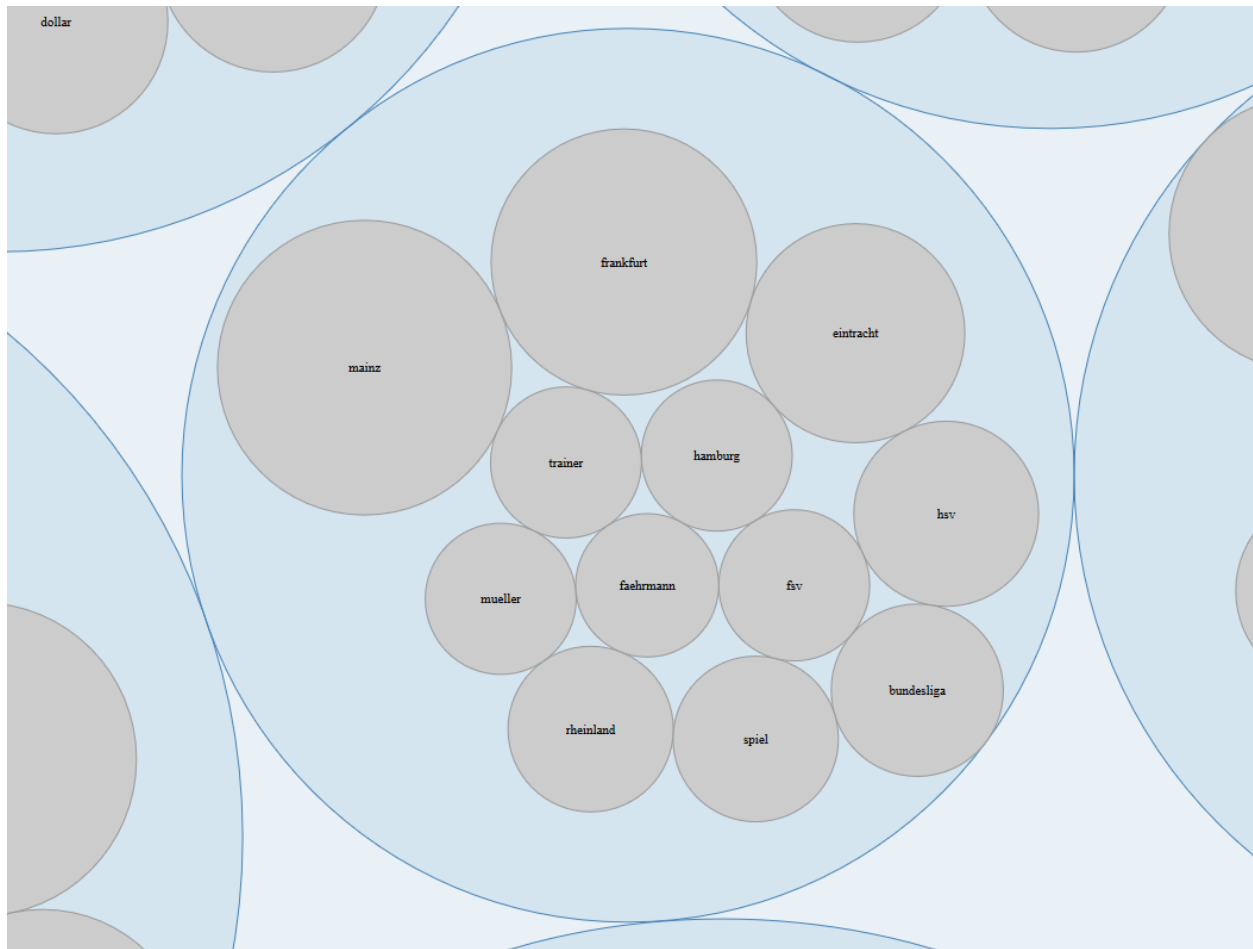 dollar
frankfurt
eintracht
mainz
hamburg
trainer
hsv
fsv
faehrmann
mueller
bundesliga
rheinland
spiel